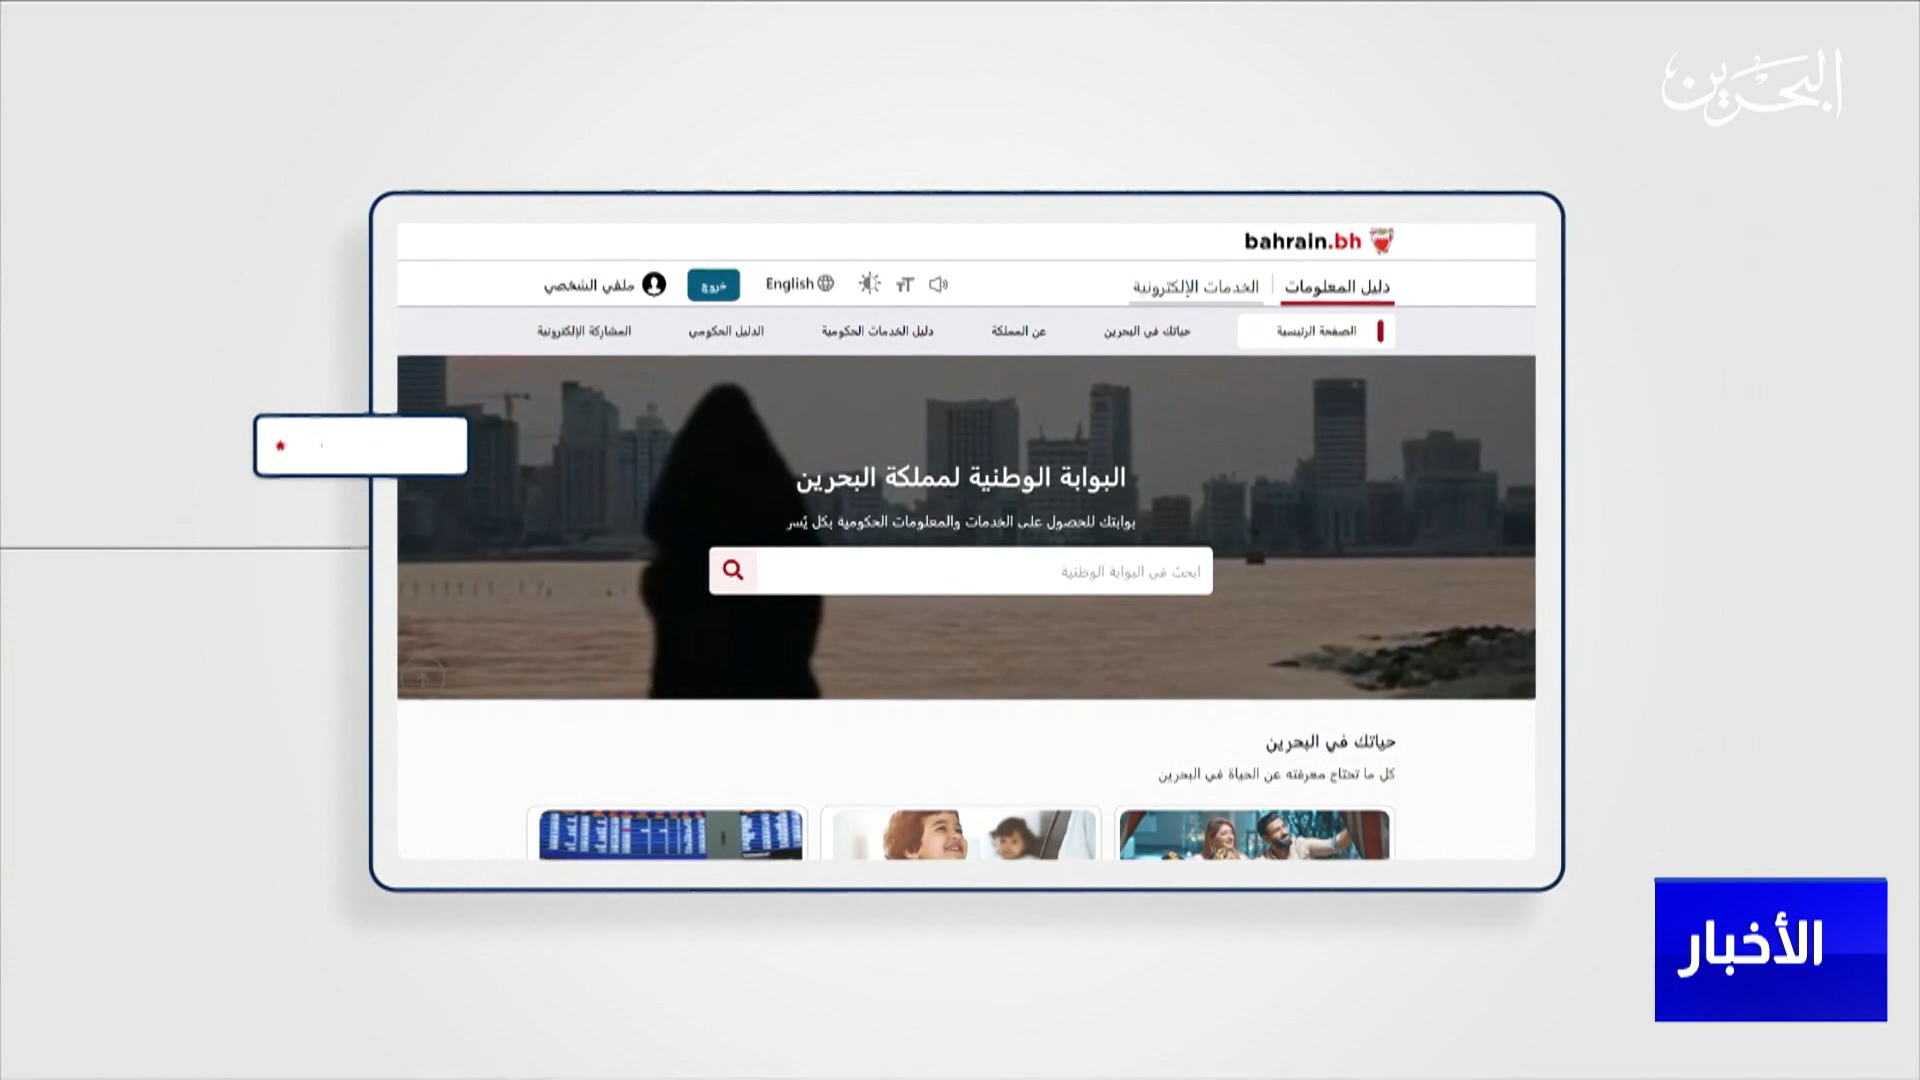 البحرين
bahrain.bh
دليل المعلومات
الخدمات الإلكترونية
English
خروج
ملفي الشخصي
الصفحة الرئيسية
حياتك في البحرين
عن المملكة
دليل الخدمات الحكومية
الدليل الحكومي
المشاركة الإلكترونية
البوابة الوطنية لمملكة البحرين
بوابتك للحصول على الخدمات والمعلومات الحكومية بكل يُسر
ابحث في البوابة الوطنية
حياتك في البحرين
كل ما تحتاج معرفته عن الحياة في البحرين
الأخبار